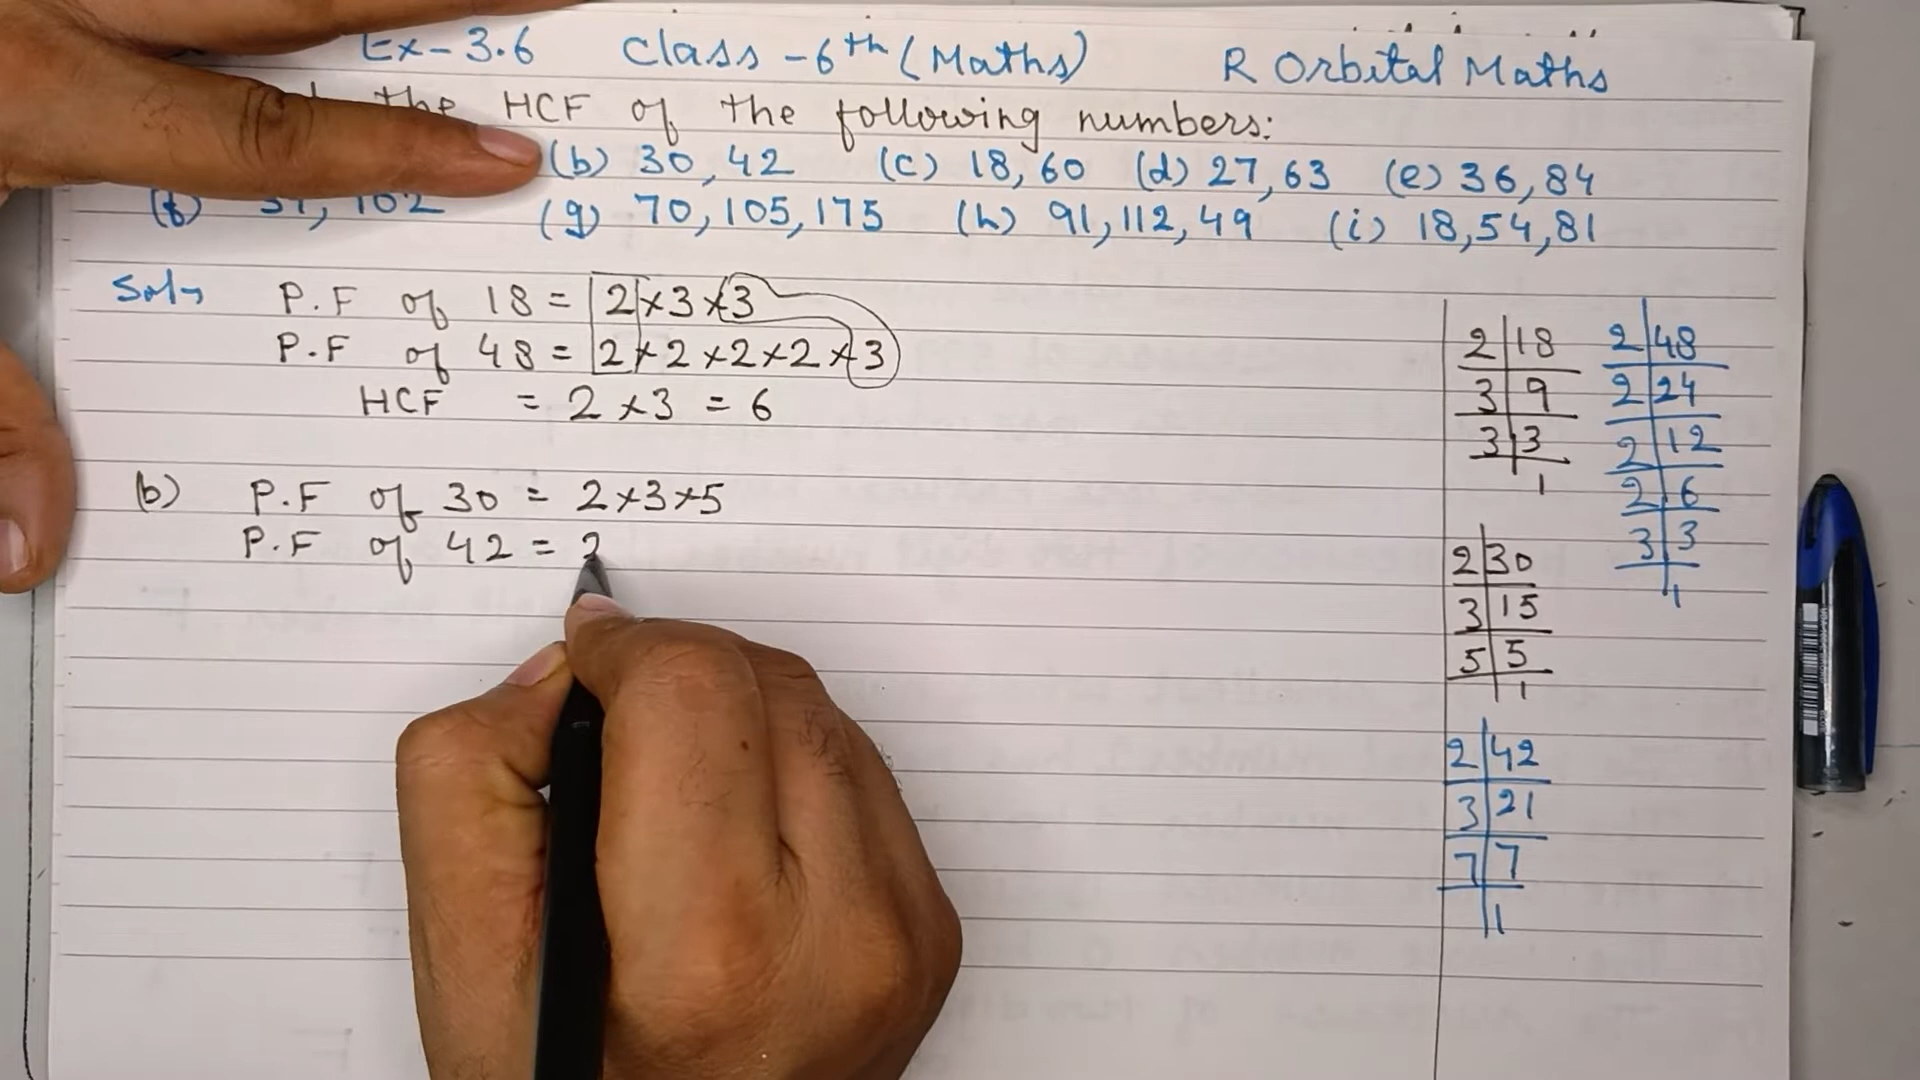 Ex-3.6 Class -6th (Maths) R Orbital Maths
the HCF of the following numbers:
(b) 30, 42 (c) 18, 60 (d) 27, 63 (e) 36, 84
(f) 102 (g) 70, 105, 175 (h) 91, 112, 49 (i) 18, 54, 81
Soln P.F of 18 = 2×3×3
P.F of 48 = 2×2×2×2×3
HCF = 2×3 = 6
(b) P.F of 30 = 2×3×5
P.F of 42 = 2
2 18
3 9
3 3
1
2 48
2 24
2 12
2 6
3 3
1
2 30
3 15
5 5
1
2 42
3 21
7 7
1